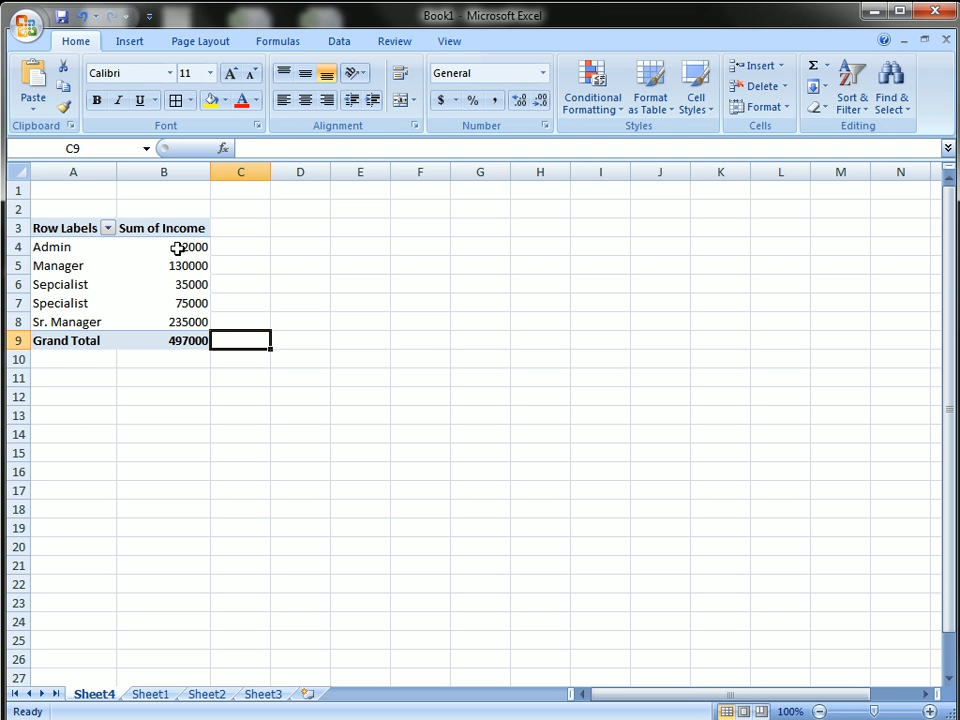 Book1 - Microsoft Excel
Home Insert Page Layout Formulas Data Review View
Paste Calibri 11 General Conditional Formatting Format as Table Cell Styles Insert Delete Format Sort & Filter Find & Select
B I U $ % ,
Clipboard Font Alignment Number Styles Cells Editing
C9 fx
A B C D E F G H I J K L M N
1
2
3 Row Labels Sum of Income
4 Admin
5 Manager 130000
6 Sepcialist 35000
7 Specialist 75000
8 Sr. Manager 235000
9 Grand Total 497000
10
11
12
13
14
15
16
17
18
19
20
21
22
23
24
25
26
27
Sheet4 Sheet1 Sheet2 Sheet3
Ready 100%